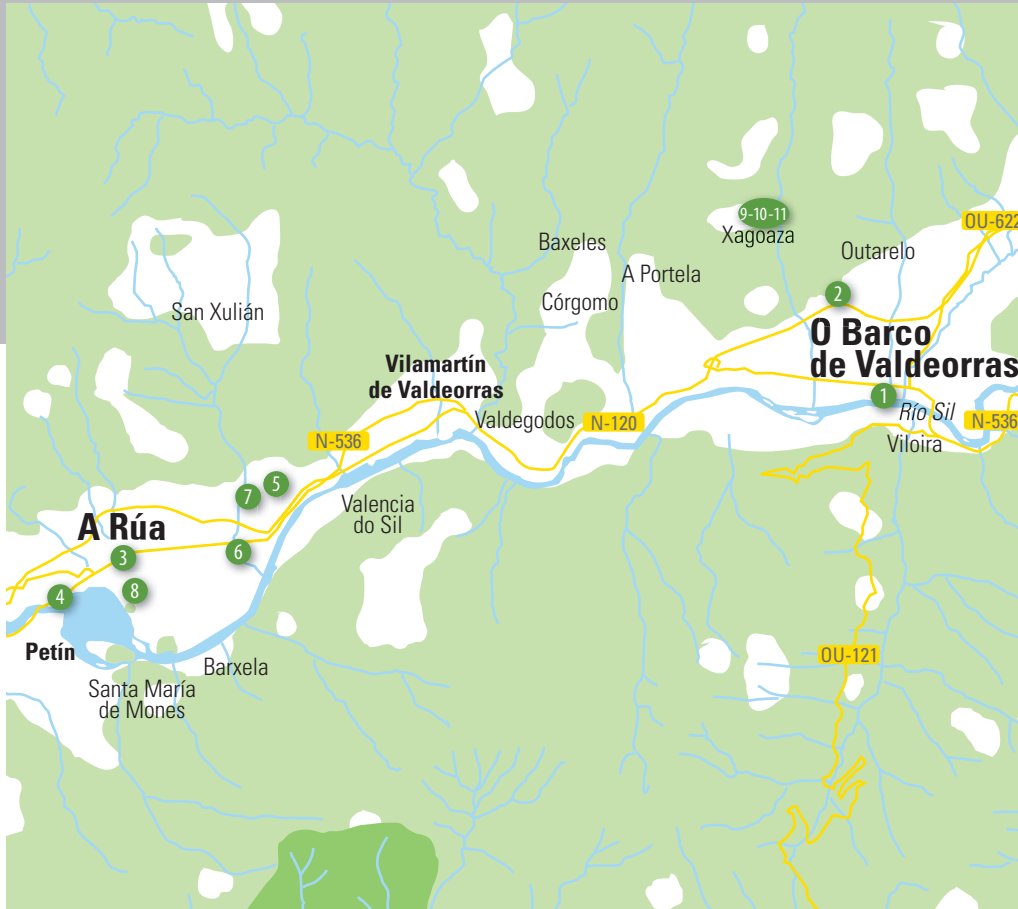 9-10-11
Xagoaza
OU-622
Baxeles
Outarelo
A Portela
2
Córgomo
San Xulián
O Barco
de Valdeorras
Vilamartín
de Valdeorras
1
Río Sil
Valdegodos
N-120
N-536
N-536
Viloira
5
7
Valencia
do Sil
A Rúa
3
6
8
4
Petín
OU-121
Barxela
Santa María
de Mones